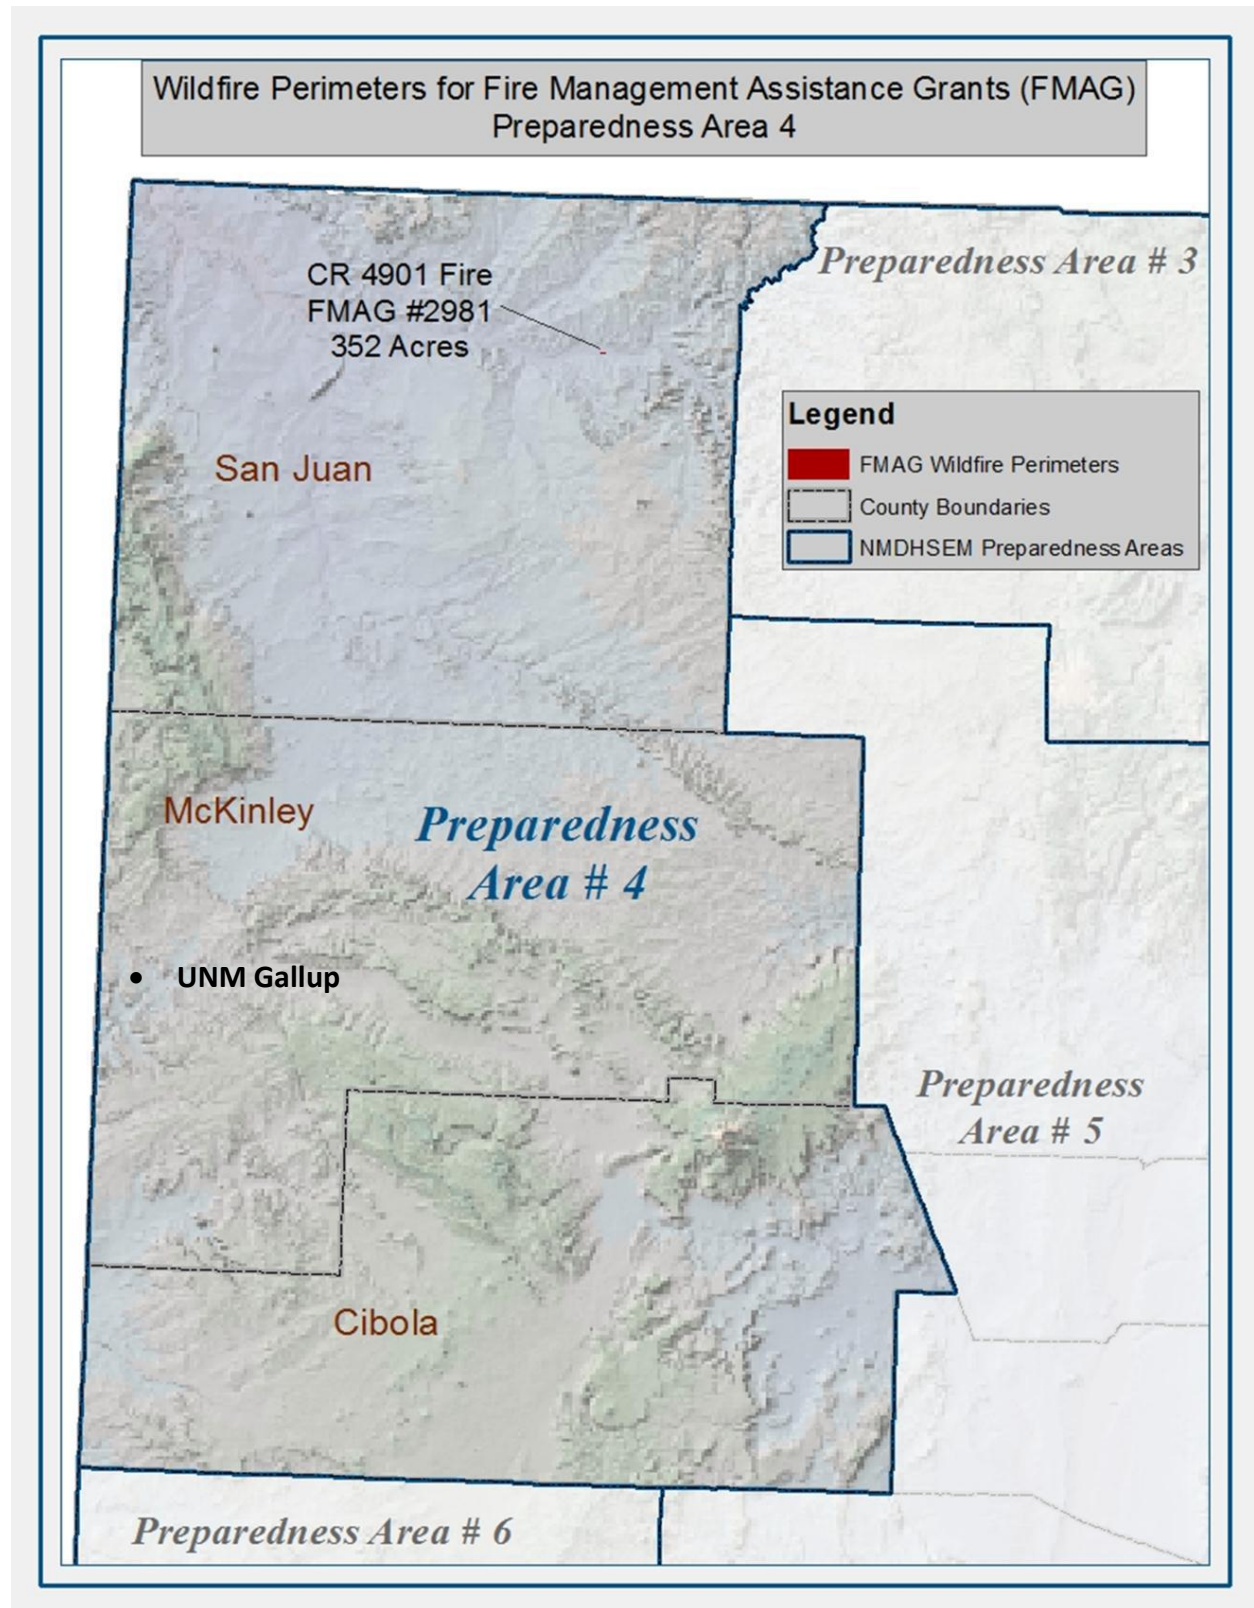 Wildfire Perimeters for Fire Management Assistance Grants (FMAG)
Preparedness Area 4
Preparedness Area # 3
CR 4901 Fire
FMAG #2981
352 Acres
Legend
FMAG Wildfire Perimeters
County Boundaries
NMDHSEM Preparedness Areas
San Juan
McKinley
Preparedness
Area # 4
• UNM Gallup
Preparedness
Area # 5
Cibola
Preparedness Area # 6